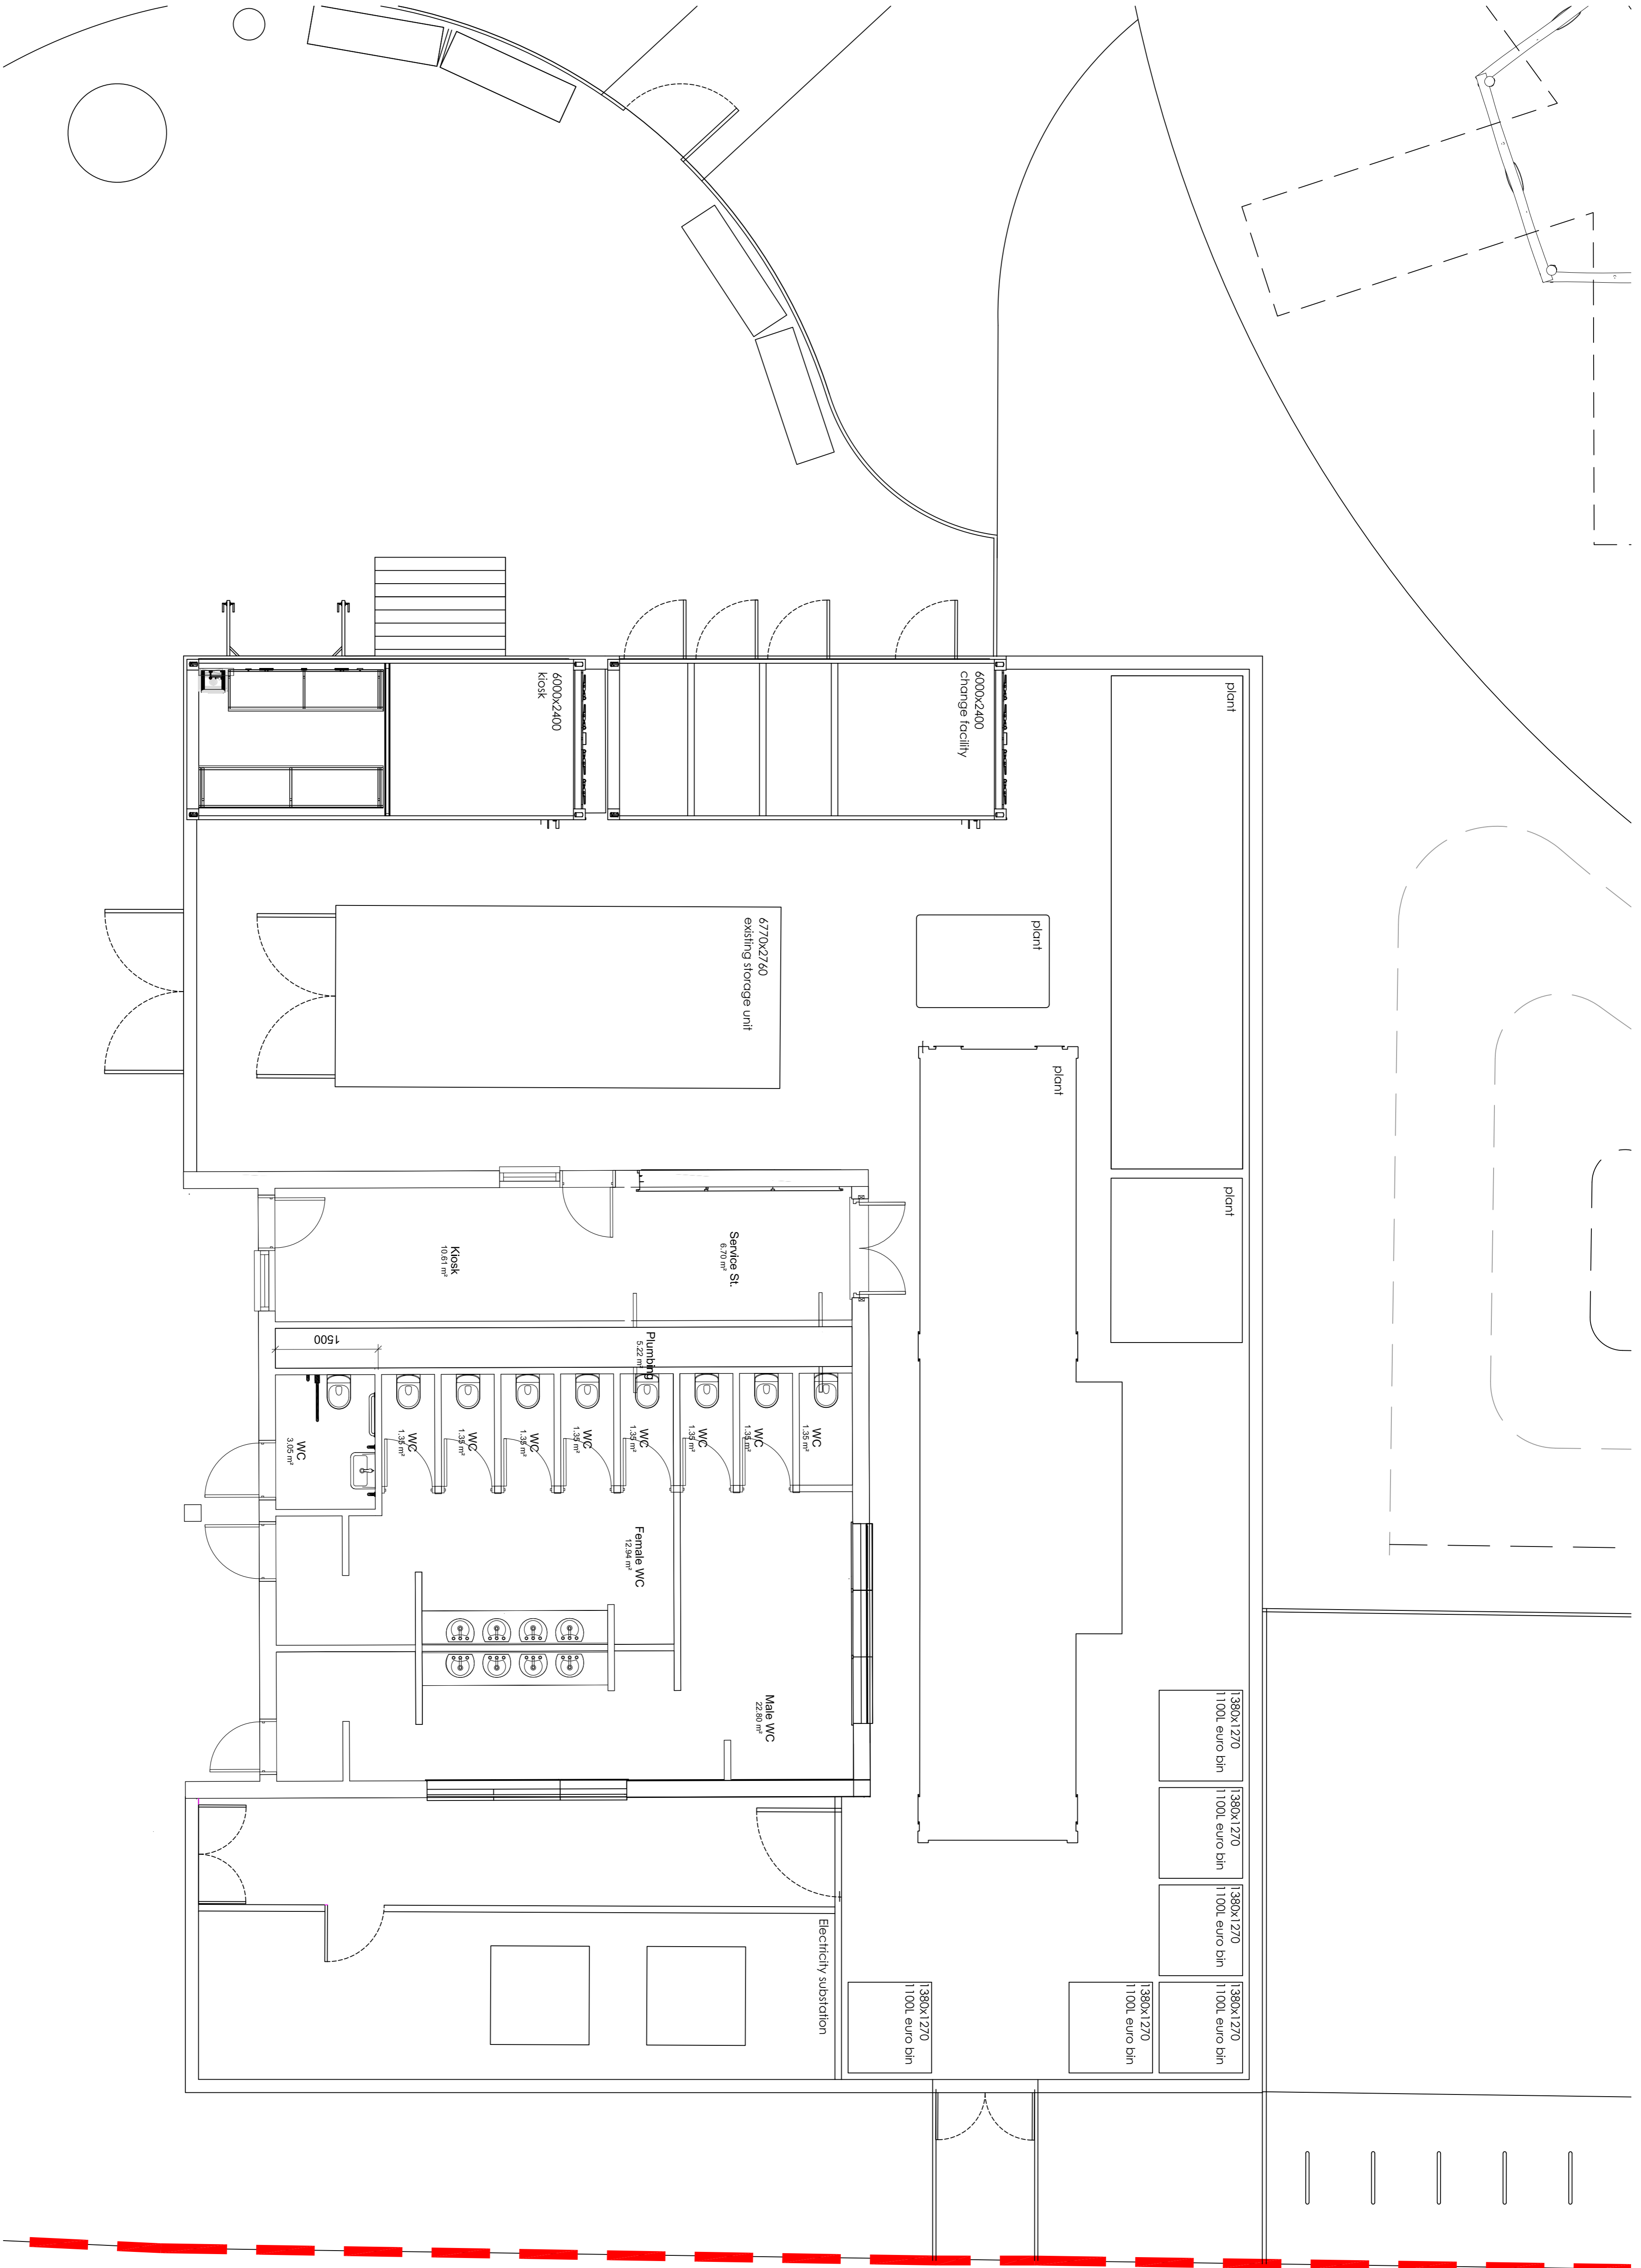 plant
6000x2400
change facility
6000x2400
kiosk
plant
6770x2760
existing storage unit
plant
plant
Service St.
6.70 m²
Kiosk
10.61 m²
1500
Plumbing
5.22 m²
WC
3.05 m²
WC
1.35 m²
WC
1.35 m²
WC
1.35 m²
WC
1.35 m²
WC
1.35 m²
WC
1.35 m²
WC
1.35 m²
WC
1.35 m²
Female WC
12.94 m²
Male WC
22.80 m²
1380x1270
1100L euro bin
1380x1270
1100L euro bin
1380x1270
1100L euro bin
1380x1270
1100L euro bin
1380x1270
1100L euro bin
1380x1270
1100L euro bin
Electricity substation